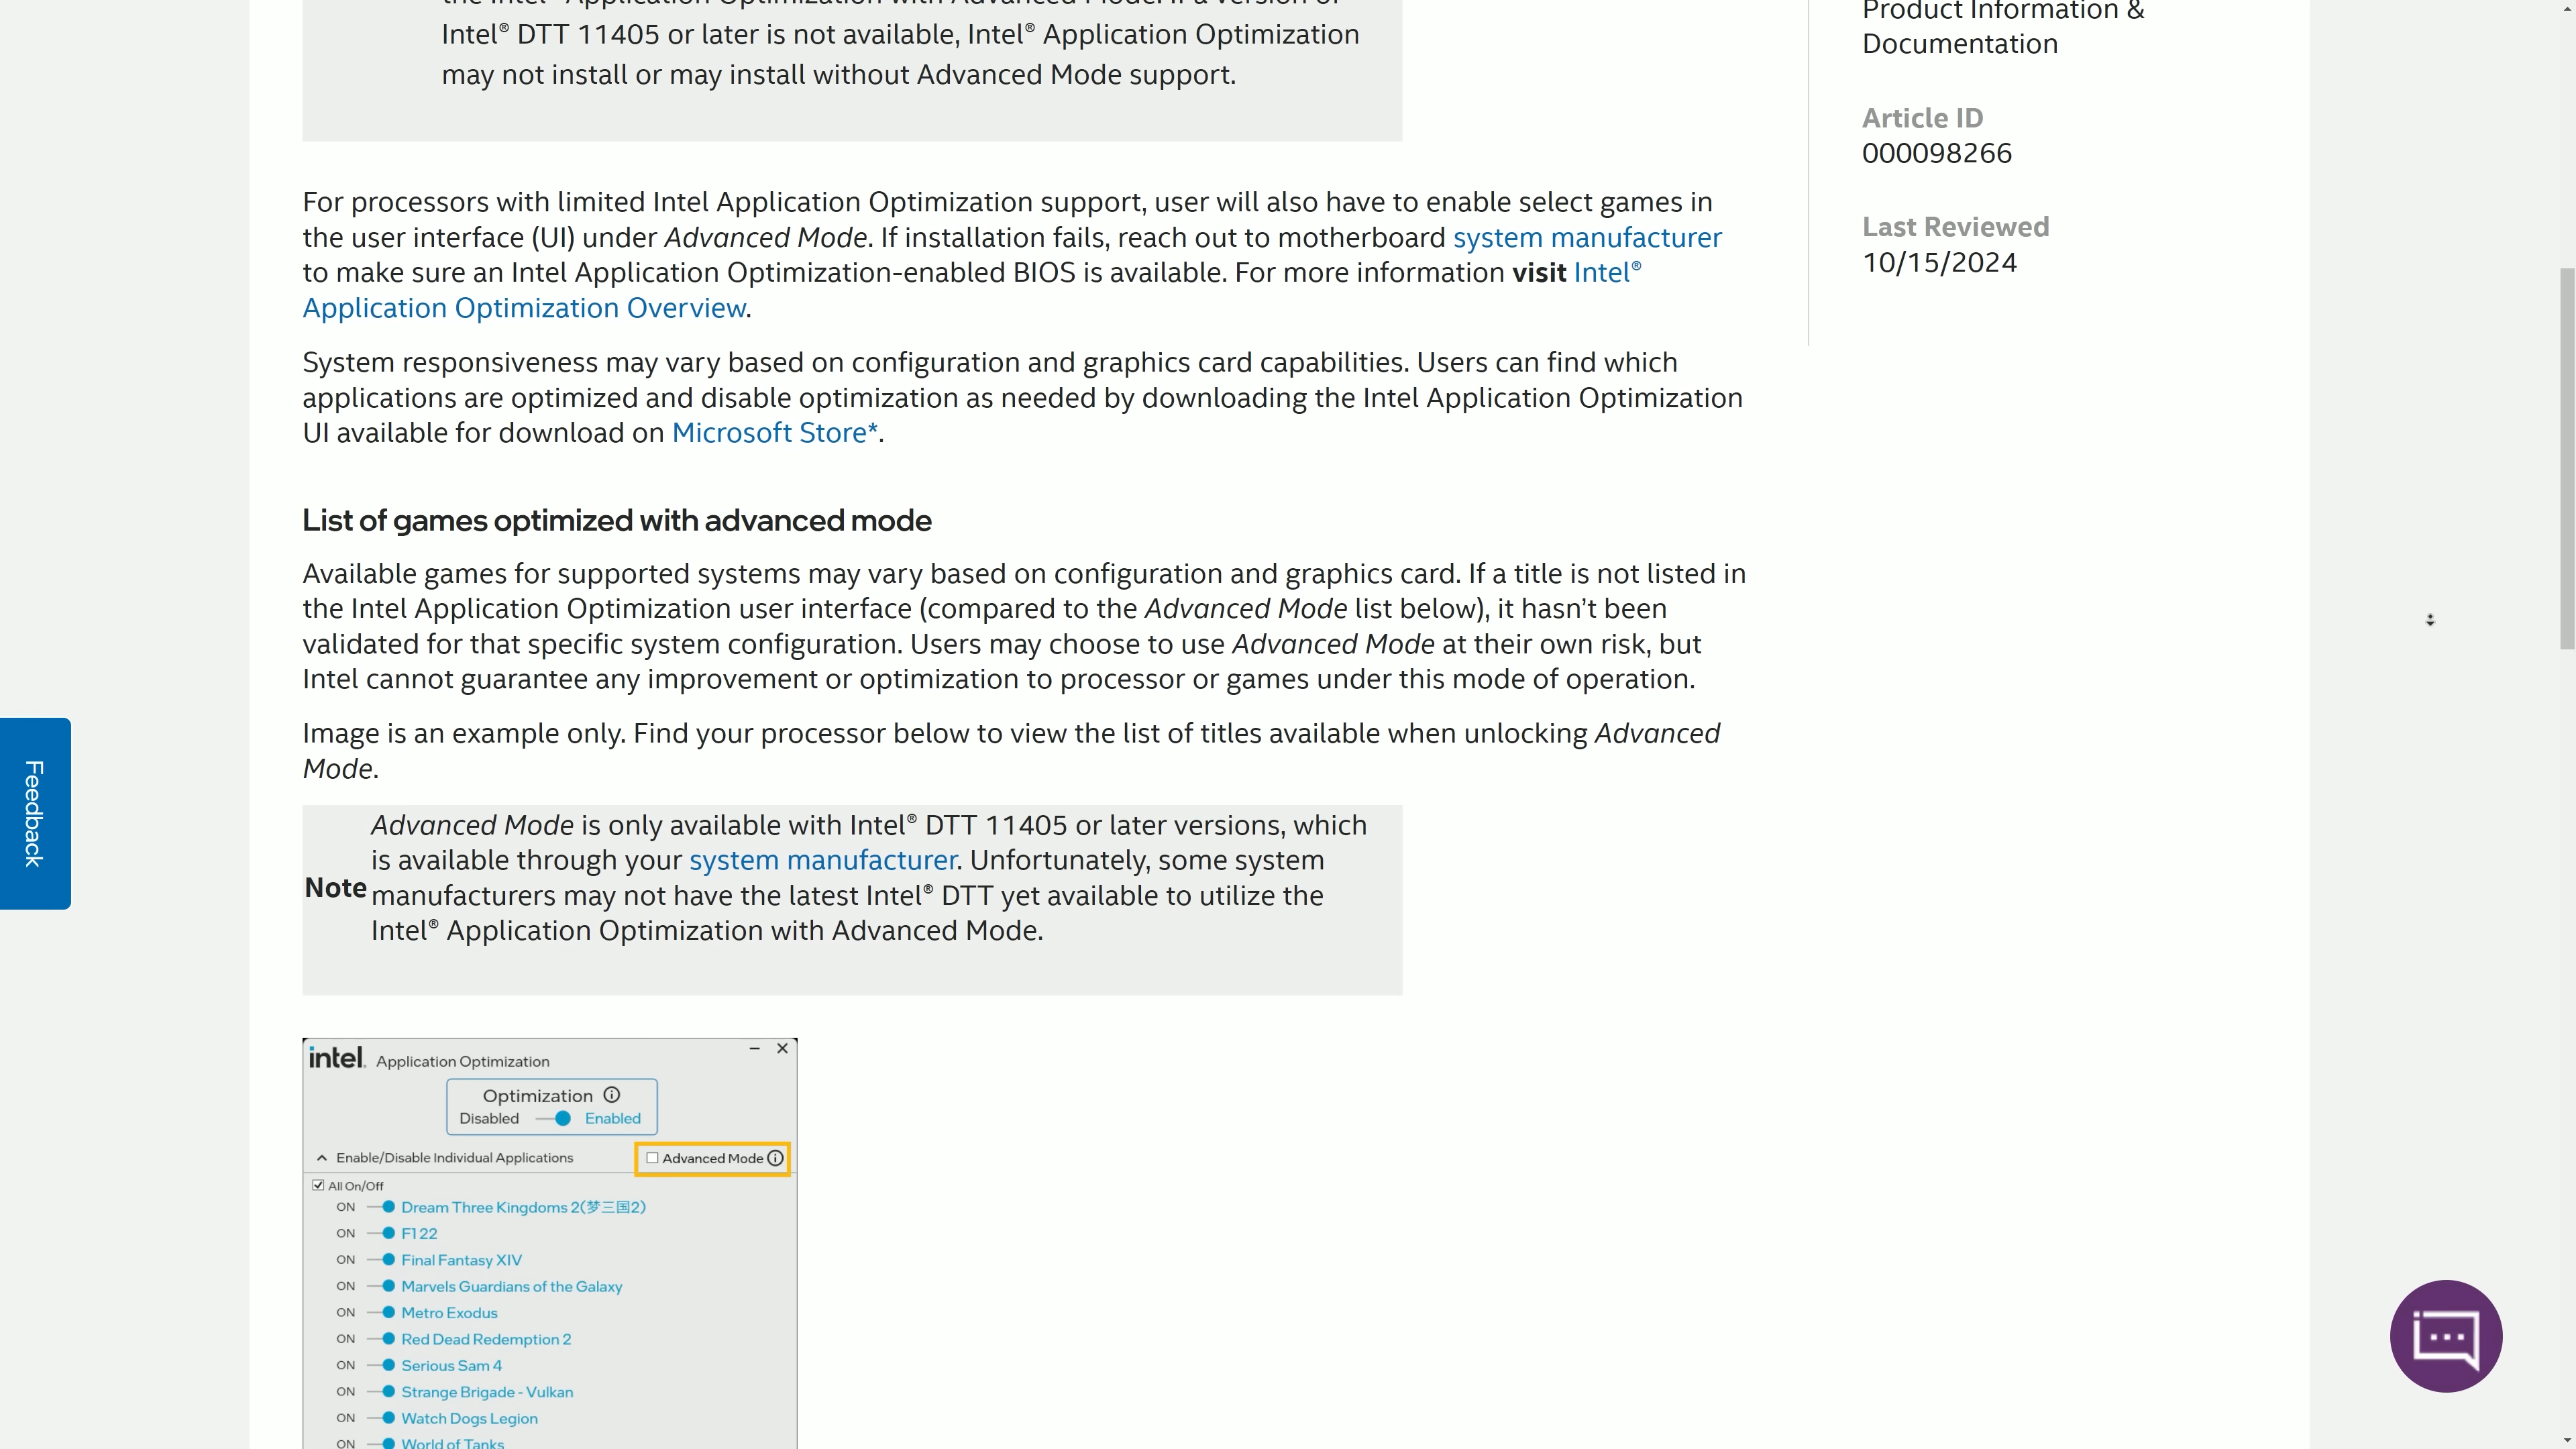 the Intel® Application Optimization with Advanced Mode. If a version of
Intel® DTT 11405 or later is not available, Intel® Application Optimization
may not install or may install without Advanced Mode support.
For processors with limited Intel Application Optimization support, user will also have to enable select games in
the user interface (UI) under Advanced Mode. If installation fails, reach out to motherboard system manufacturer
to make sure an Intel Application Optimization-enabled BIOS is available. For more information visit Intel®
Application Optimization Overview.
System responsiveness may vary based on configuration and graphics card capabilities. Users can find which
applications are optimized and disable optimization as needed by downloading the Intel Application Optimization
UI available for download on Microsoft Store*.
List of games optimized with advanced mode
Available games for supported systems may vary based on configuration and graphics card. If a title is not listed in
the Intel Application Optimization user interface (compared to the Advanced Mode list below), it hasn’t been
validated for that specific system configuration. Users may choose to use Advanced Mode at their own risk, but
Intel cannot guarantee any improvement or optimization to processor or games under this mode of operation.
Image is an example only. Find your processor below to view the list of titles available when unlocking Advanced
Mode.
Note
Advanced Mode is only available with Intel® DTT 11405 or later versions, which
is available through your system manufacturer. Unfortunately, some system
manufacturers may not have the latest Intel® DTT yet available to utilize the
Intel® Application Optimization with Advanced Mode.
intel. Application Optimization
Optimization
Disabled Enabled
Enable/Disable Individual Applications
Advanced Mode
All On/Off
ON Dream Three Kingdoms 2(梦三国2)
ON F1 22
ON Final Fantasy XIV
ON Marvels Guardians of the Galaxy
ON Metro Exodus
ON Red Dead Redemption 2
ON Serious Sam 4
ON Strange Brigade - Vulkan
ON Watch Dogs Legion
ON World of Tanks
Product Information &
Documentation
Article ID
000098266
Last Reviewed
10/15/2024
Feedback